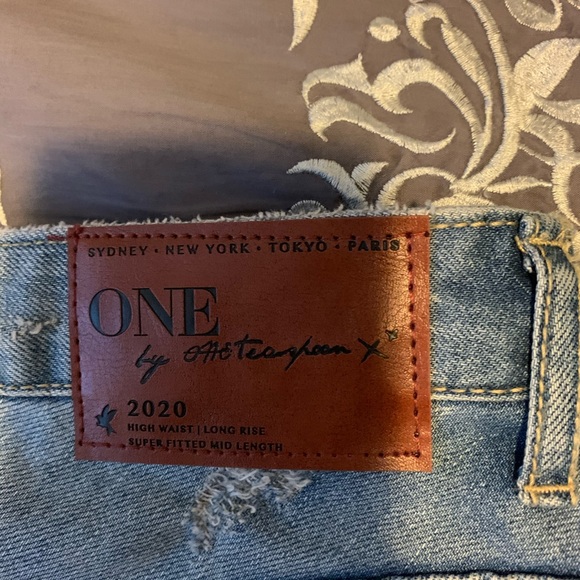 SYDNEY • NEW YORK • TOKYO • PARIS
ONE
by oneteaspoon X
2020
HIGH WAIST | LONG RISE
SUPER FITTED MID LENGTH